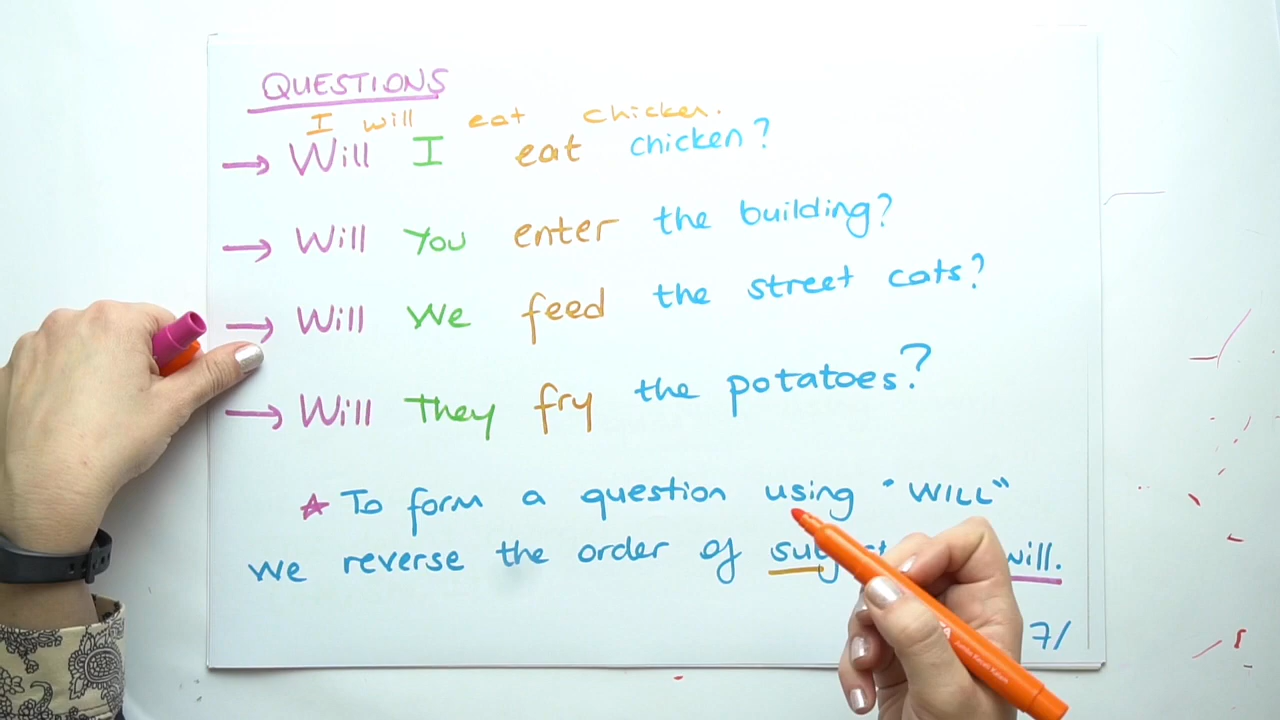 QUESTIONS
I will eat chicken.
→ Will I eat chicken?
→ Will You enter the building?
→ Will We feed the street cats?
→ Will They fry the potatoes?
☆ To form a question using "WILL"
We reverse the order of will.
7/